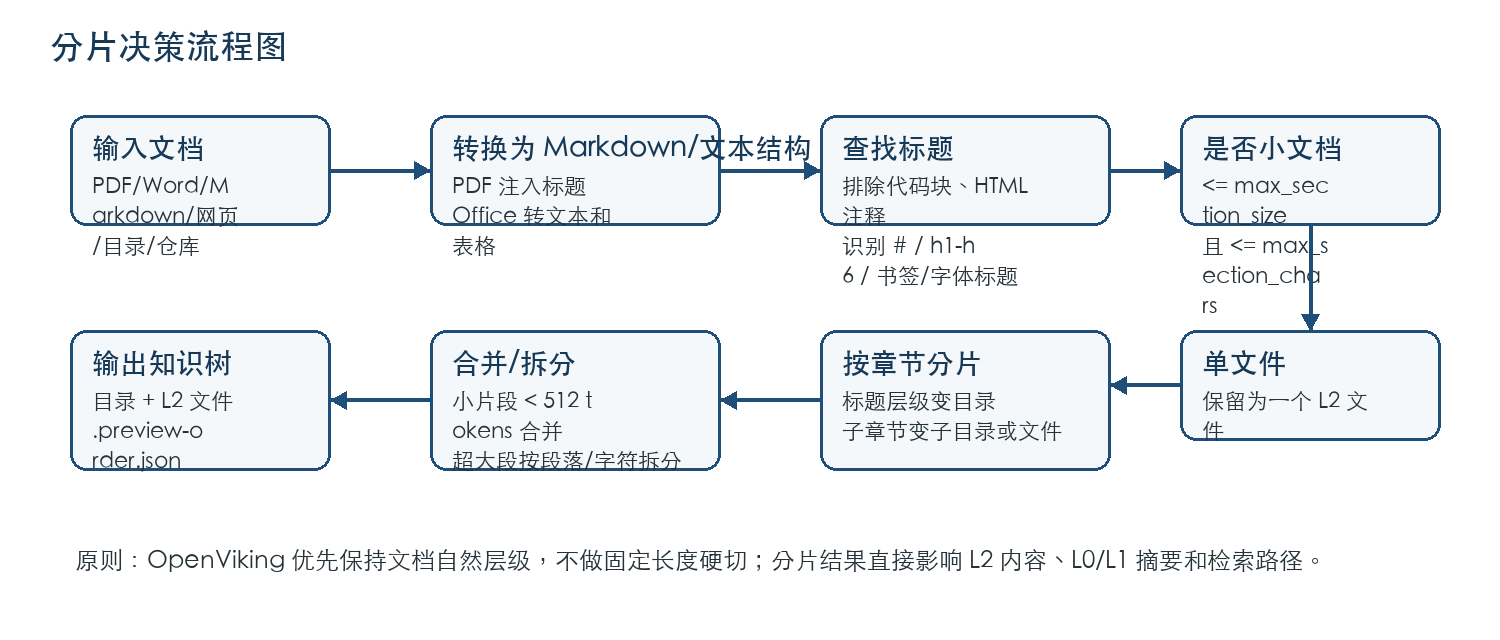 分片决策流程图
输入文档
PDF/Word/M
arkdown/网页
/目录/仓库
转换为 Markdown/文本结构
PDF 注入标题
Office 转文本和
表格
查找标题
排除代码块、HTML
注释
识别 # / h1-h
6 / 书签/字体标题
是否小文档
<= max_sec
tion_size
且 <= max_s
ection_cha
rs
输出知识树
目录 + L2 文件
.preview-o
rder.json
合并/拆分
小片段 < 512 t
okens 合并
超大段按段落/字符拆分
按章节分片
标题层级变目录
子章节变子目录或文件
单文件
保留为一个 L2 文
件
原则：OpenViking 优先保持文档自然层级，不做固定长度硬切；分片结果直接影响 L2 内容、L0/L1 摘要和检索路径。